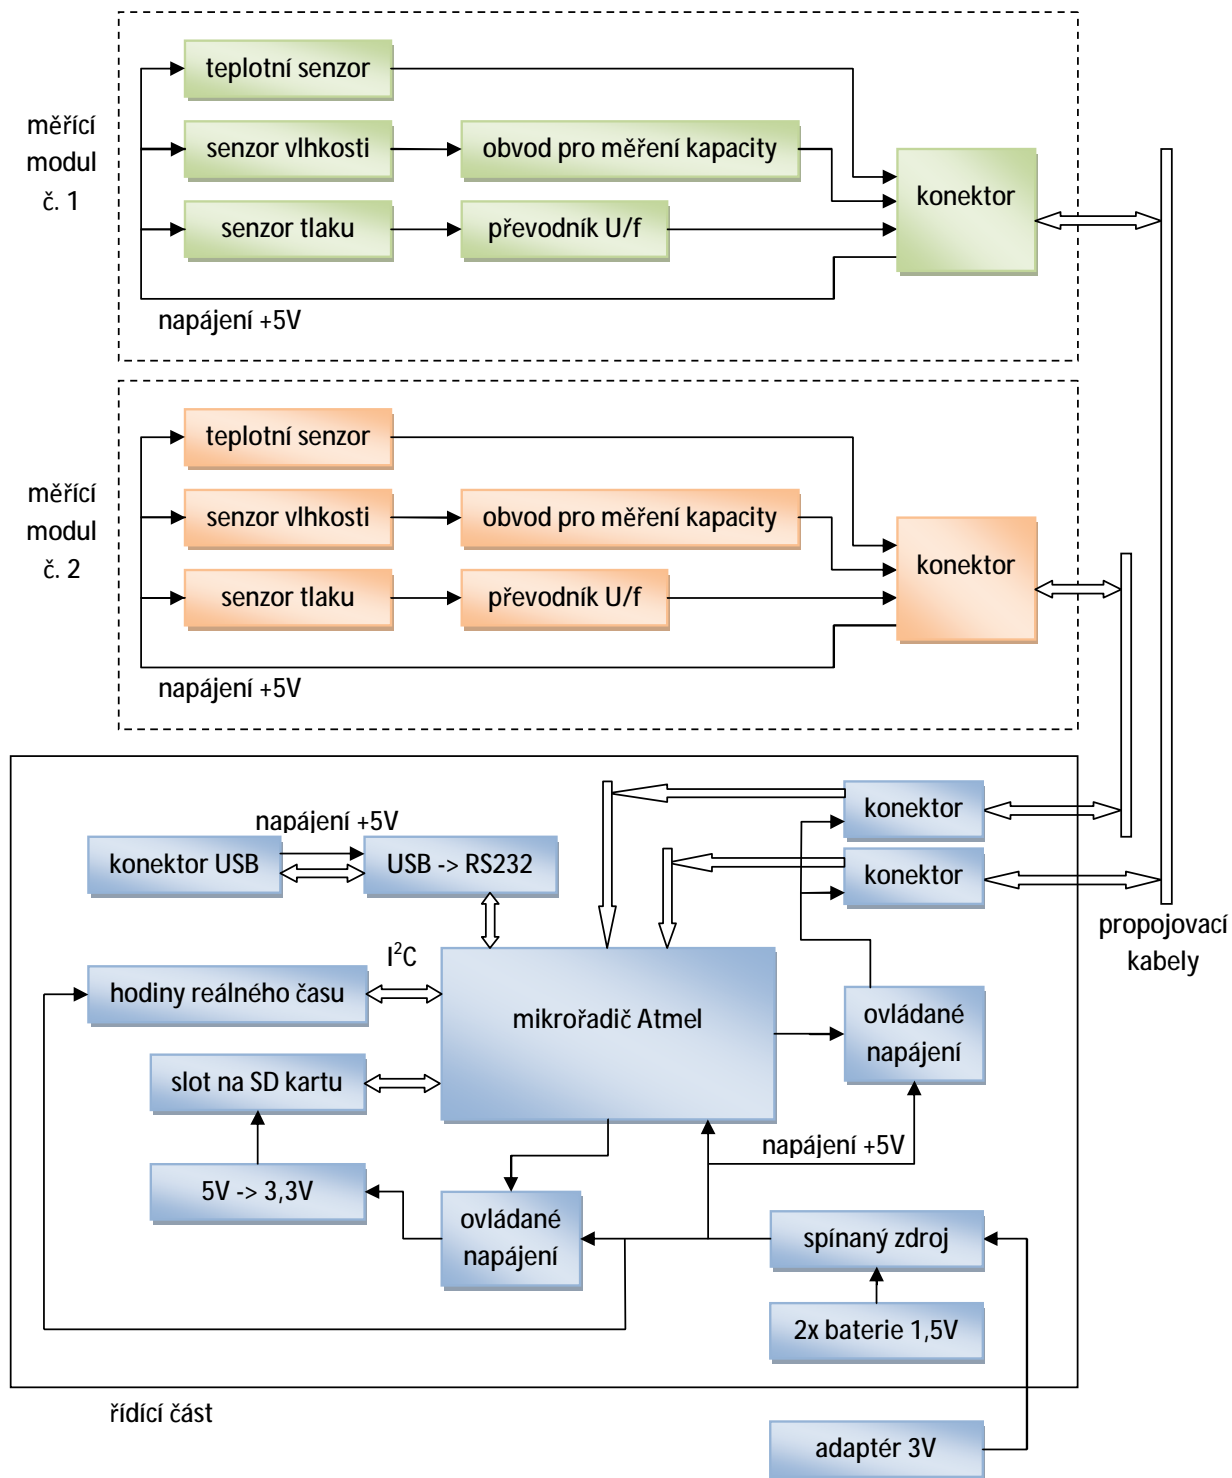 teplotní senzor
měřící
modul
č. 1
senzor vlhkosti
obvod pro měření kapacity
konektor
senzor tlaku
převodník U/f
napájení +5V
teplotní senzor
měřící
modul
č. 2
senzor vlhkosti
obvod pro měření kapacity
konektor
senzor tlaku
převodník U/f
napájení +5V
konektor
napájení +5V
konektor USB
USB -> RS232
konektor
propojovací
kabely
I²C
hodiny reálného času
mikrořadič Atmel
ovládané
napájení
slot na SD kartu
napájení +5V
5V -> 3,3V
ovládané
napájení
spínaný zdroj
2x baterie 1,5V
řídící část
adaptér 3V